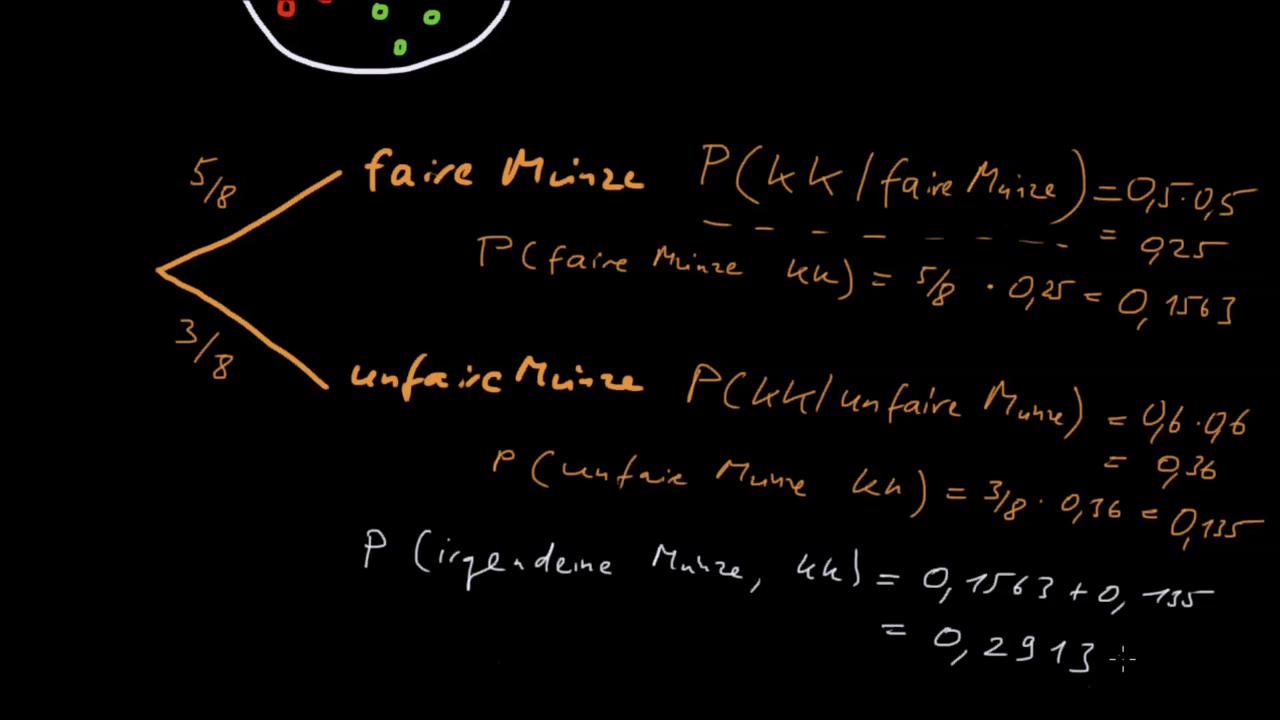 5/8
faire Münze P(KK/faire Münze) = 0,5·0,5
= 0,25
P(faire Münze KK) = 5/8 · 0,25 = 0,1563
3/8
unfaire Münze P(KK/unfaire Münze) = 0,6·0,6
= 0,36
P(unfaire Münze KK) = 3/8 · 0,36 = 0,135
P(irgendeine Münze, KK) = 0,1563 + 0,135
= 0,2913